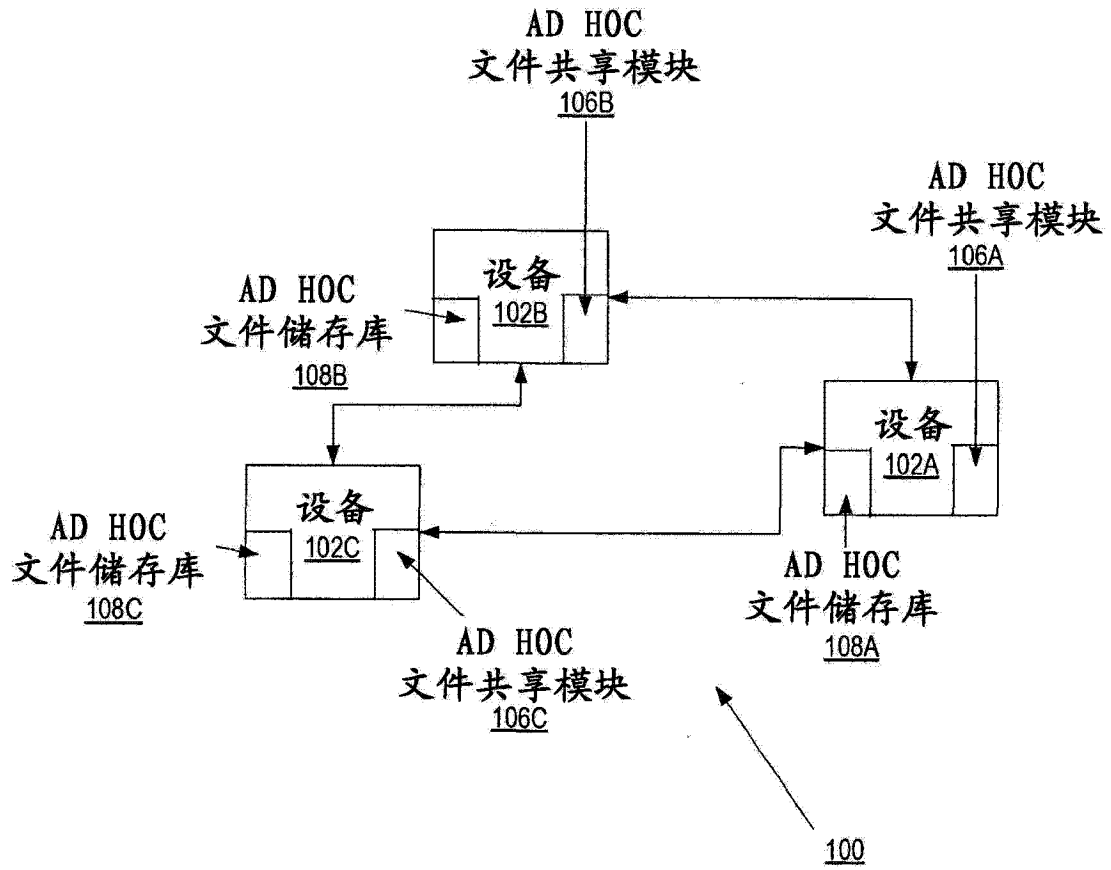 AD HOC
文件共享模块
106B
AD HOC
文件共享模块
106A
设备
102B
AD HOC
文件储存库
108B
设备
102A
设备
102C
AD HOC
文件储存库
108C
AD HOC
文件储存库
108A
AD HOC
文件共享模块
106C
100